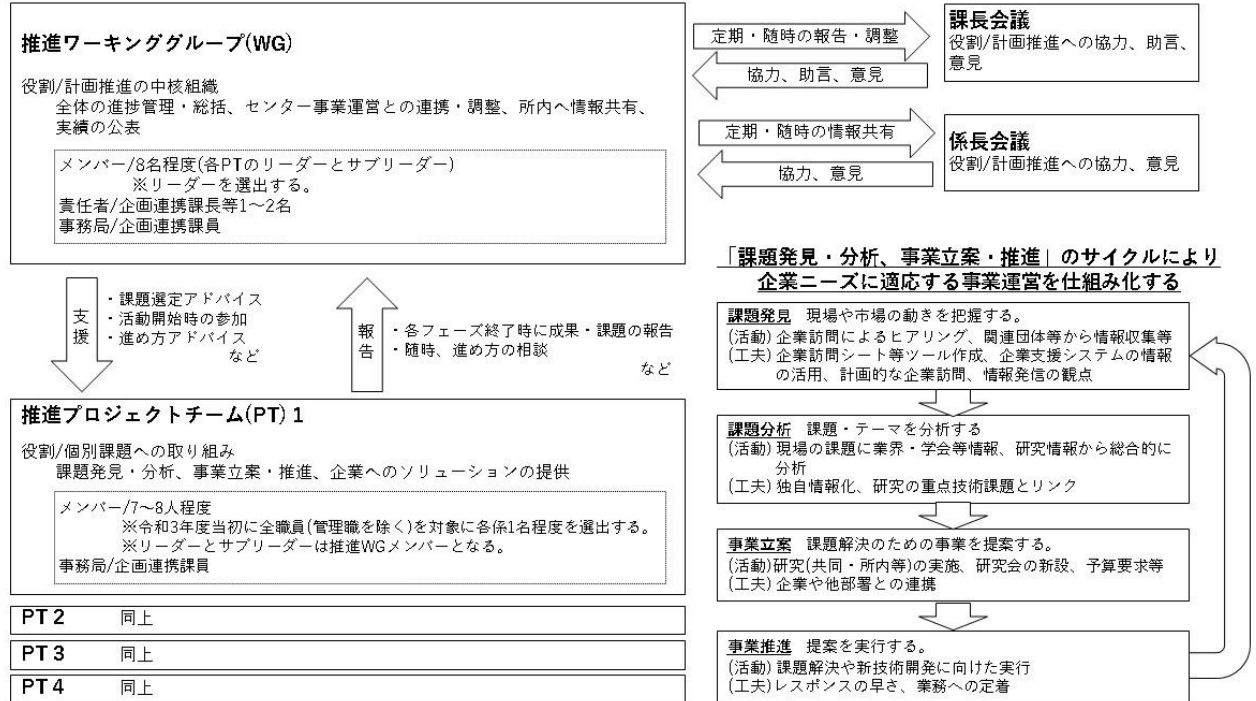 推進ワーキンググループ(WG)
役割/計画推進の中核組織
全体の進捗管理・総括、センター事業運営との連携・調整、所内へ情報共有、
実績の公表
メンバー/8名程度(各PTのリーダーとサブリーダー)
※リーダーを選出する。
責任者/企画連携課長等1～2名
事務局/企画連携課員
定期・随時の報告・調整
協力、助言、意見
課長会議
役割/計画推進への協力、助言、
意見
定期・随時の情報共有
協力、意見
係長会議
役割/計画推進への協力、意見
支援
・課題選定アドバイス
・活動開始時の参加
・進め方アドバイス
など
報告
・各フェーズ終了時に成果・課題の報告
・随時、進め方の相談
など
推進プロジェクトチーム(PT) 1
役割/個別課題への取り組み
課題発見・分析、事業立案・推進、企業へのソリューションの提供
メンバー/7～8人程度
※令和3年度当初に全職員(管理職を除く)を対象に各係1名程度を選出する。
※リーダーとサブリーダーは推進WGメンバーとなる。
事務局/企画連携課員
PT 2 同上
PT 3 同上
PT 4 同上
「課題発見・分析、事業立案・推進」のサイクルにより
企業ニーズに適応する事業運営を仕組み化する
課題発見 現場や市場の動きを把握する。
(活動) 企業訪問によるヒアリング、関連団体等から情報収集等
(工夫) 企業訪問シート等ツール作成、企業支援システムの情報
の活用、計画的な企業訪問、情報発信の観点
課題分析 課題・テーマを分析する
(活動) 現場の課題に業界・学会等情報、研究情報から総合的に
分析
(工夫) 独自情報化、研究の重点技術課題とリンク
事業立案 課題解決のための事業を提案する。
(活動)研究(共同・所内等)の実施、研究会の新設、予算要求等
(工夫) 企業や他部署との連携
事業推進 提案を実行する。
(活動) 課題解決や新技術開発に向けた実行
(工夫)レスポンスの早さ、業務への定着